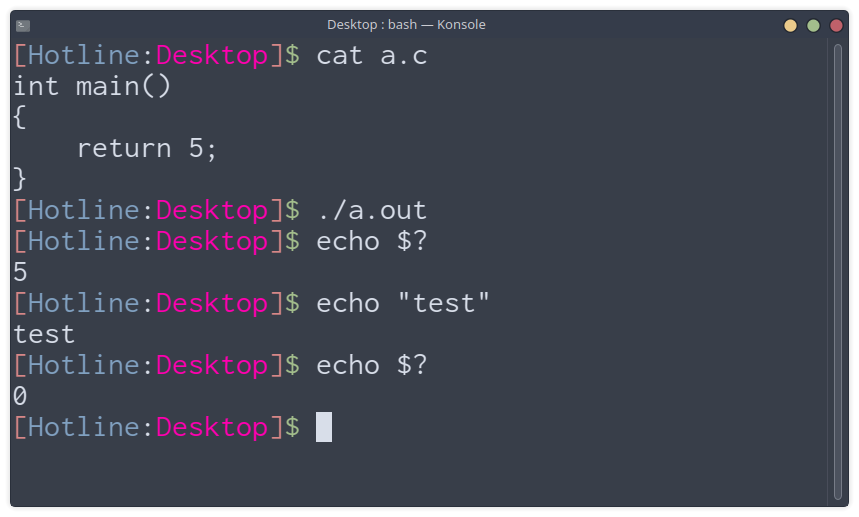 Desktop : bash — Konsole
[Hotline:Desktop]$ cat a.c
int main()
{
    return 5;
}
[Hotline:Desktop]$ ./a.out
[Hotline:Desktop]$ echo $?
5
[Hotline:Desktop]$ echo "test"
test
[Hotline:Desktop]$ echo $?
0
[Hotline:Desktop]$